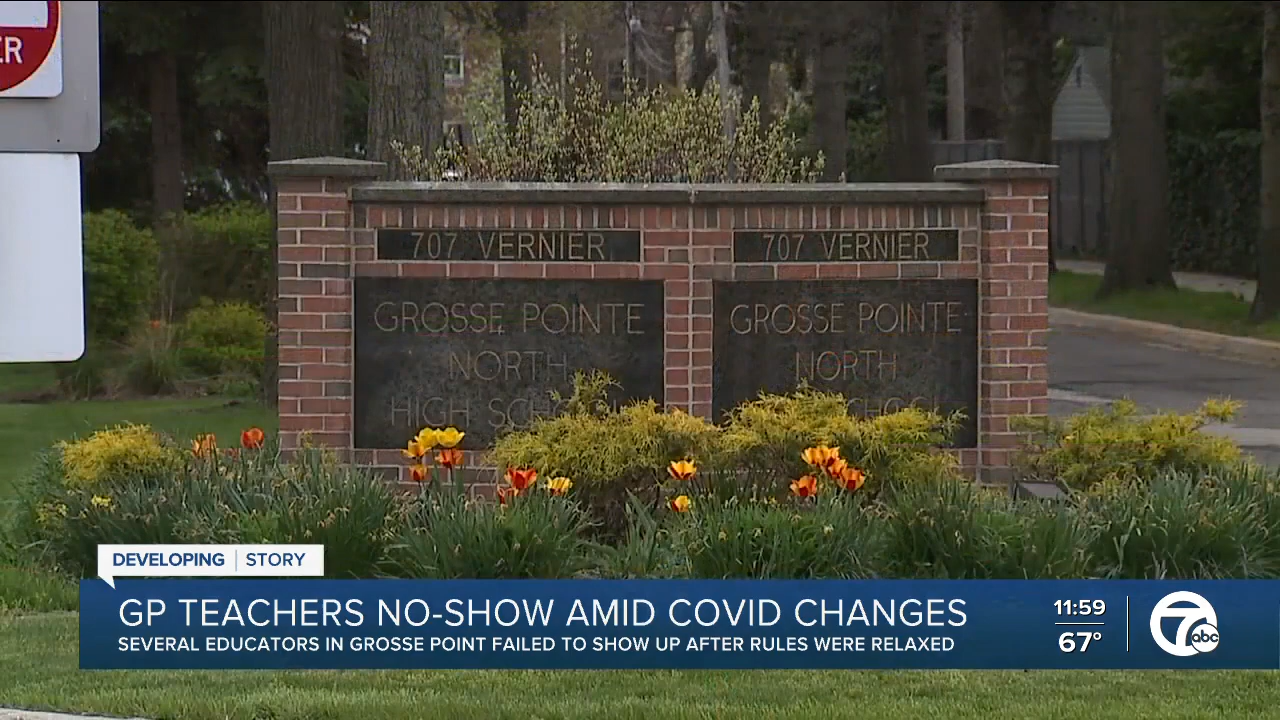 ER
707 VERNIER
GROSSE POINTE
NORTH
HIGH
707 VERNIER
GROSSE POINTE
NORTH
DEVELOPING STORY
GP TEACHERS NO-SHOW AMID COVID CHANGES
SEVERAL EDUCATORS IN GROSSE POINT FAILED TO SHOW UP AFTER RULES WERE RELAXED
11:59
67°
7 abc